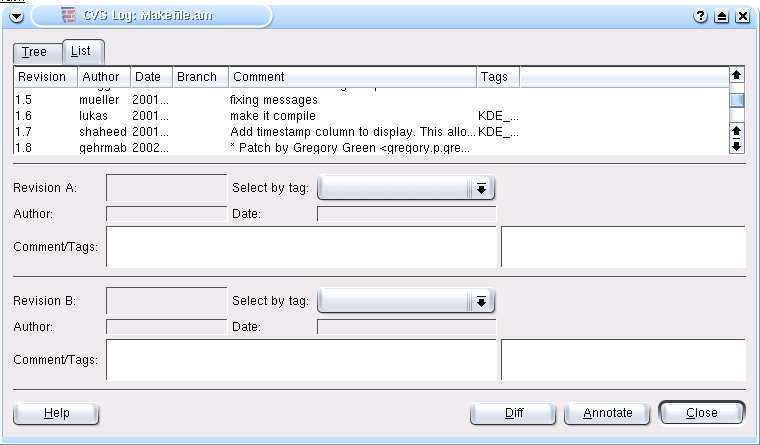 CVS Log: Makefile.am
Tree List
Revision Author Date Branch Comment Tags
1.5 mueller 2001... fixing messages
1.6 lukas 2001... make it compile KDE_...
1.7 shaheed 2001... Add timestamp column to display. This allo... KDE_...
1.8 gehrmab 2002... * Patch by Gregory Green <gregory.p.gre...
Revision A: Select by tag:
Author: Date:
Comment/Tags:
Revision B: Select by tag:
Author: Date:
Comment/Tags:
Help Diff Annotate Close